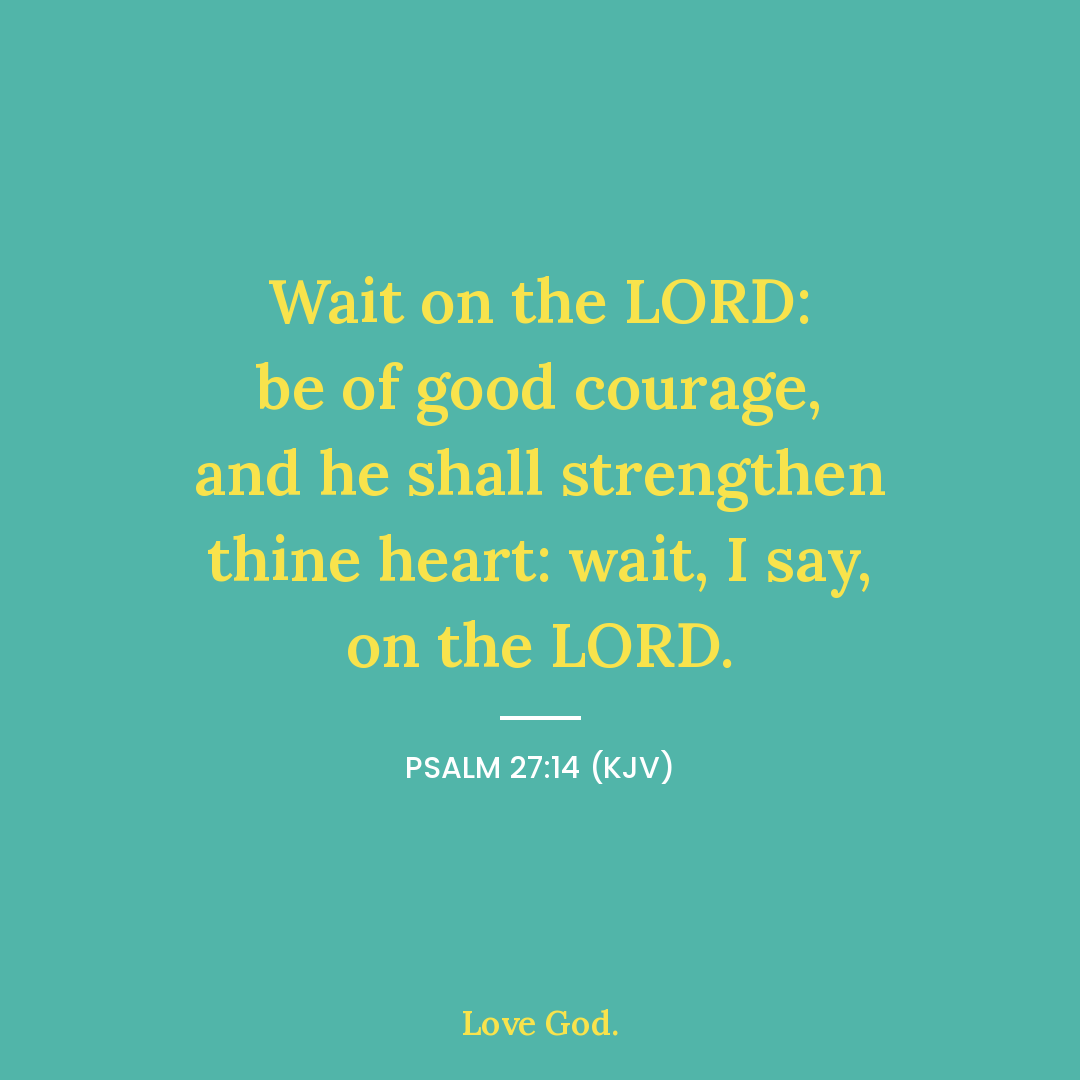 Wait on the LORD:
be of good courage,
and he shall strengthen
thine heart: wait, I say,
on the LORD.
PSALM 27:14 (KJV)
Love God.